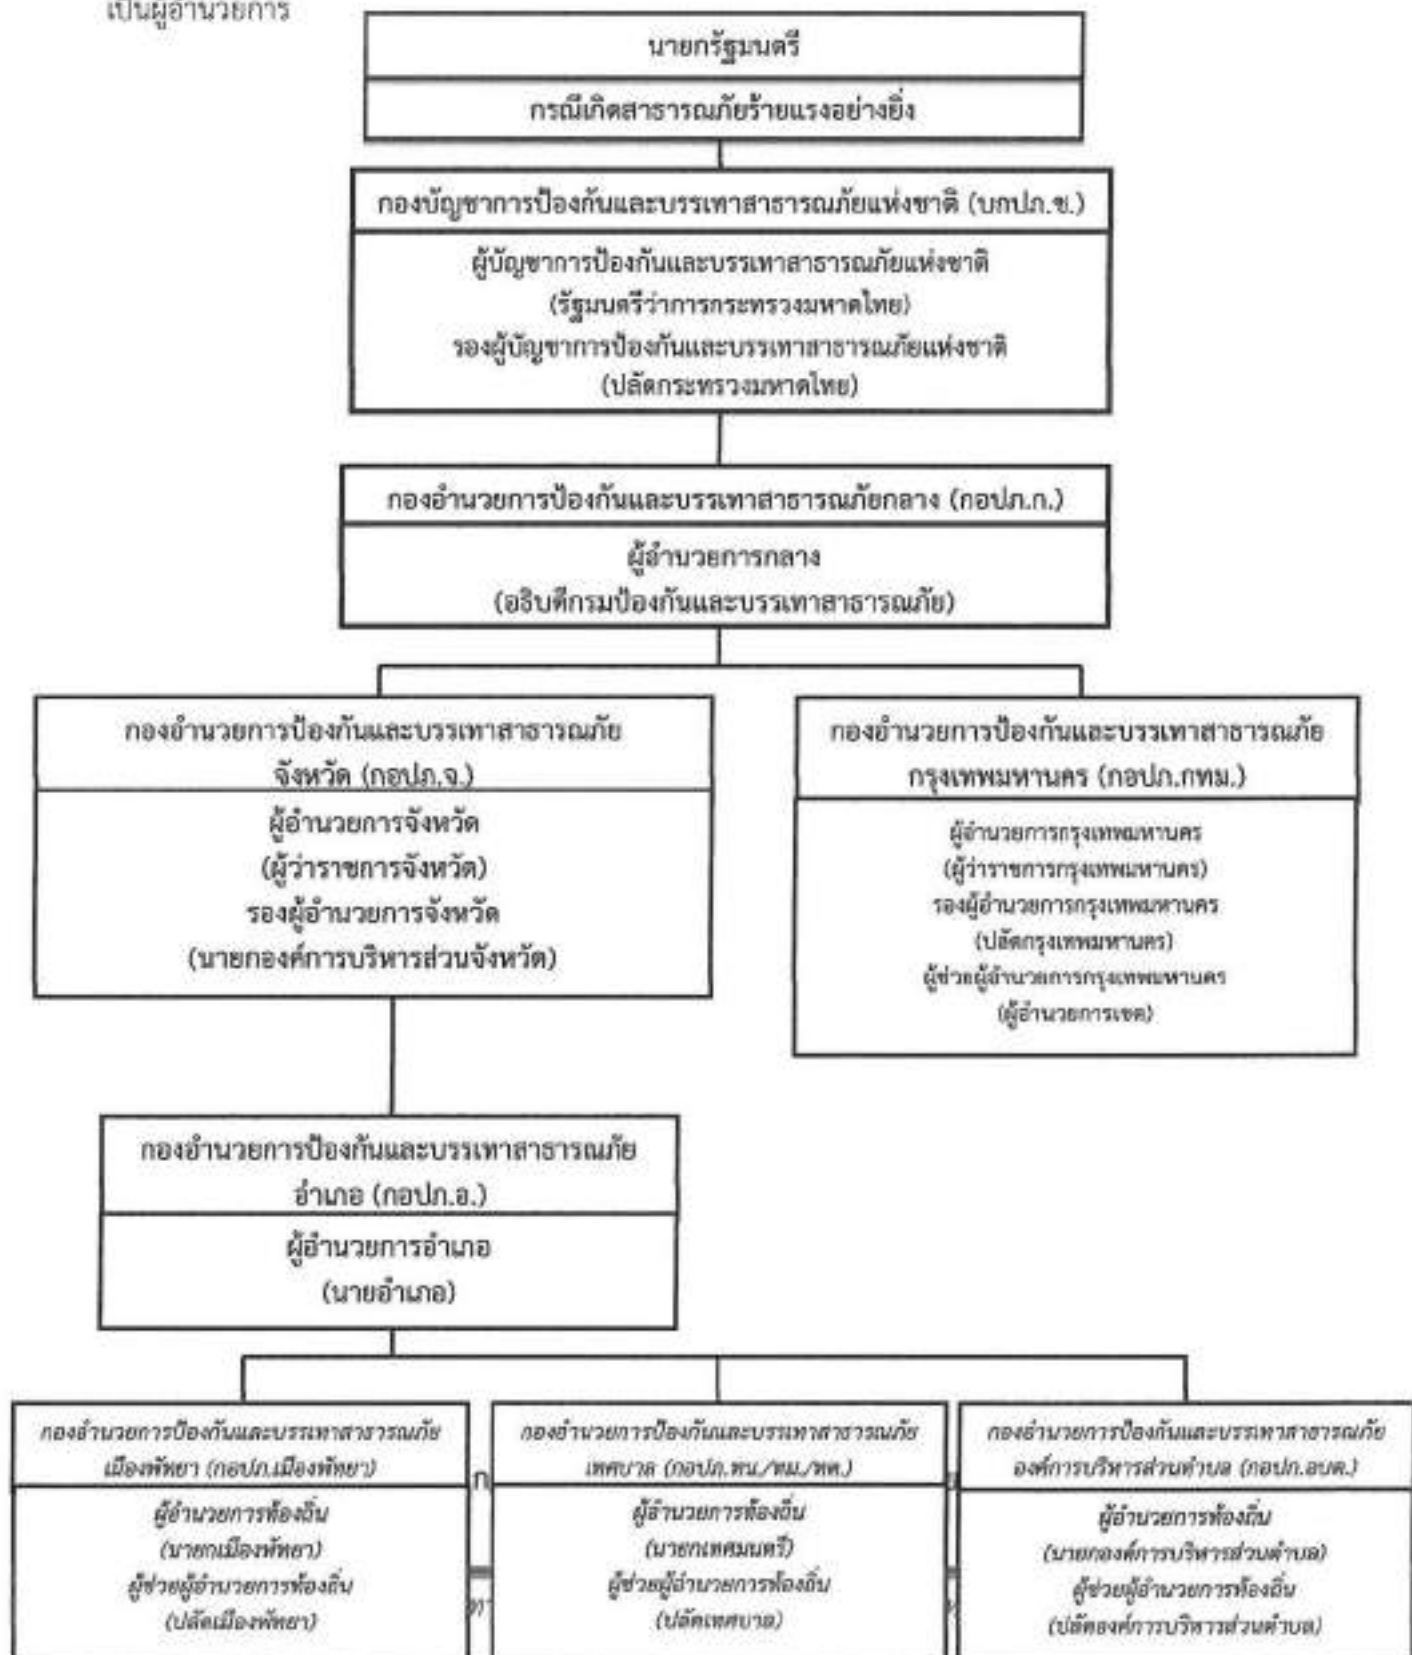 เป็นผู้อำนวยการ
นายกรัฐมนตรี
กรณีเกิดสาธารณภัยร้ายแรงอย่างยิ่ง
กองบัญชาการป้องกันและบรรเทาสาธารณภัยแห่งชาติ (บกปภ.ช.)
ผู้บัญชาการป้องกันและบรรเทาสาธารณภัยแห่งชาติ
(รัฐมนตรีว่าการกระทรวงมหาดไทย)
รองผู้บัญชาการป้องกันและบรรเทาสาธารณภัยแห่งชาติ
(ปลัดกระทรวงมหาดไทย)
กองอำนวยการป้องกันและบรรเทาสาธารณภัยกลาง (กอปภ.ก.)
ผู้อำนวยการกลาง
(อธิบดีกรมป้องกันและบรรเทาสาธารณภัย)
กองอำนวยการป้องกันและบรรเทาสาธารณภัย
จังหวัด (กอปภ.จ.)
ผู้อำนวยการจังหวัด
(ผู้ว่าราชการจังหวัด)
รองผู้อำนวยการจังหวัด
(นายกองค์การบริหารส่วนจังหวัด)
กองอำนวยการป้องกันและบรรเทาสาธารณภัย
กรุงเทพมหานคร (กอปภ.กทม.)
ผู้อำนวยการกรุงเทพมหานคร
(ผู้ว่าราชการกรุงเทพมหานคร)
รองผู้อำนวยการกรุงเทพมหานคร
(ปลัดกรุงเทพมหานคร)
ผู้ช่วยผู้อำนวยการกรุงเทพมหานคร
(ผู้อำนวยการเขต)
กองอำนวยการป้องกันและบรรเทาสาธารณภัย
อำเภอ (กอปภ.อ.)
ผู้อำนวยการอำเภอ
(นายอำเภอ)
กองอำนวยการป้องกันและบรรเทาสาธารณภัย
เมืองพัทยา (กอปภ.เมืองพัทยา)
ผู้อำนวยการท้องถิ่น
(นายกเมืองพัทยา)
ผู้ช่วยผู้อำนวยการท้องถิ่น
(ปลัดเมืองพัทยา)
กองอำนวยการป้องกันและบรรเทาสาธารณภัย
เทศบาล (กอปภ.ทน./ทม./ทต.)
ผู้อำนวยการท้องถิ่น
(นายกเทศมนตรี)
ผู้ช่วยผู้อำนวยการท้องถิ่น
(ปลัดเทศบาล)
กองอำนวยการป้องกันและบรรเทาสาธารณภัย
องค์การบริหารส่วนตำบล (กอปภ.อบต.)
ผู้อำนวยการท้องถิ่น
(นายกองค์การบริหารส่วนตำบล)
ผู้ช่วยผู้อำนวยการท้องถิ่น
(ปลัดองค์การบริหารส่วนตำบล)